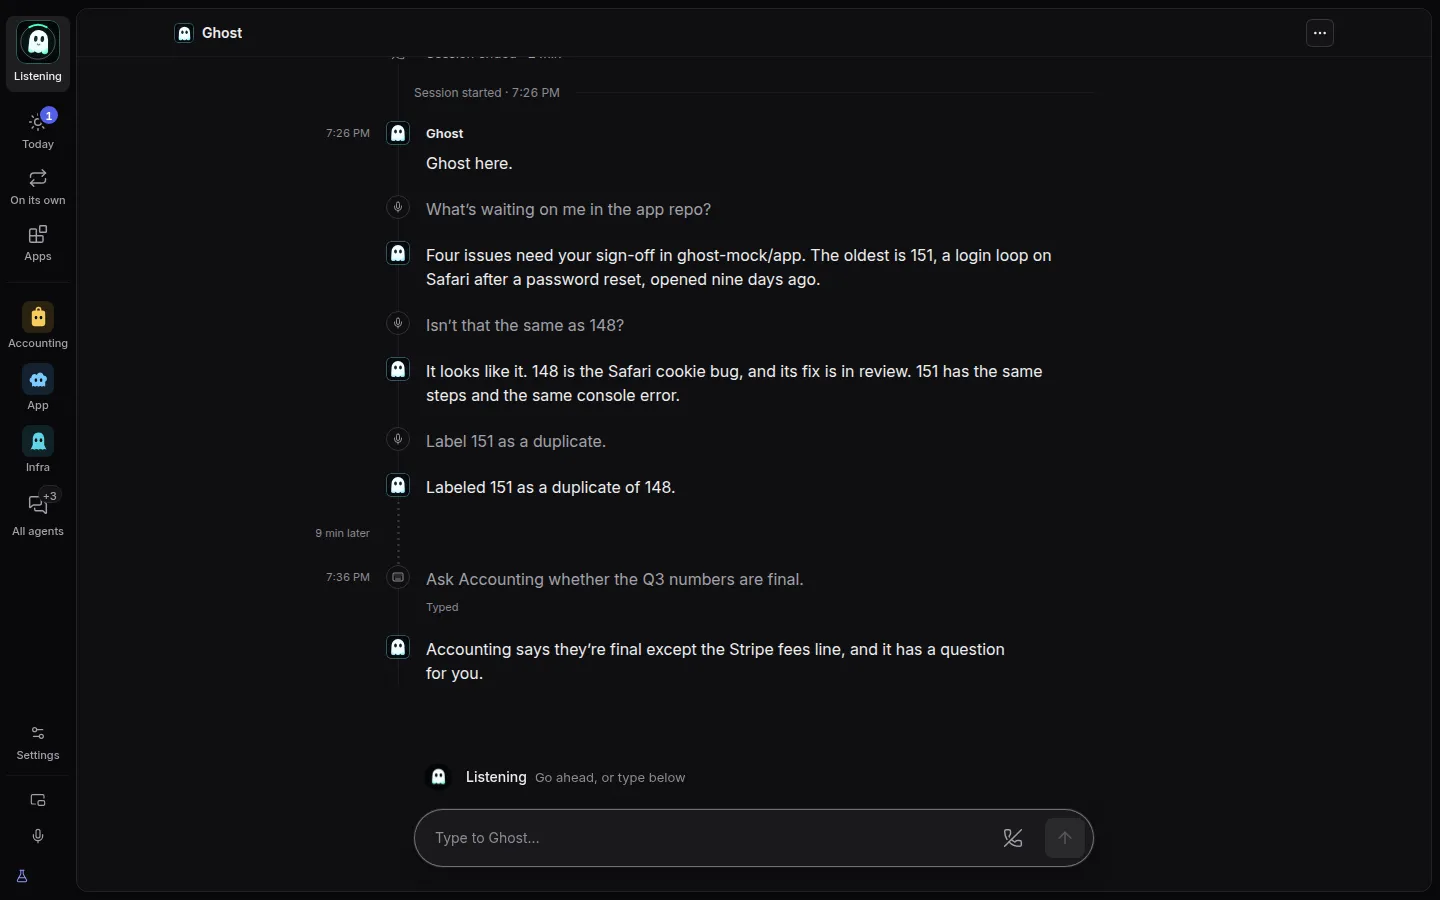 Ghost
Listening
1
Today
On its own
Apps
Accounting
App
Infra
+3
All agents
Settings
Session started · 7:26 PM
7:26 PM
Ghost
Ghost here.
What’s waiting on me in the app repo?
Four issues need your sign-off in ghost-mock/app. The oldest is 151, a login loop on
Safari after a password reset, opened nine days ago.
Isn’t that the same as 148?
It looks like it. 148 is the Safari cookie bug, and its fix is in review. 151 has the same
steps and the same console error.
Label 151 as a duplicate.
Labeled 151 as a duplicate of 148.
9 min later
7:36 PM
Ask Accounting whether the Q3 numbers are final.
Typed
Accounting says they’re final except the Stripe fees line, and it has a question
for you.
Listening Go ahead, or type below
Type to Ghost...